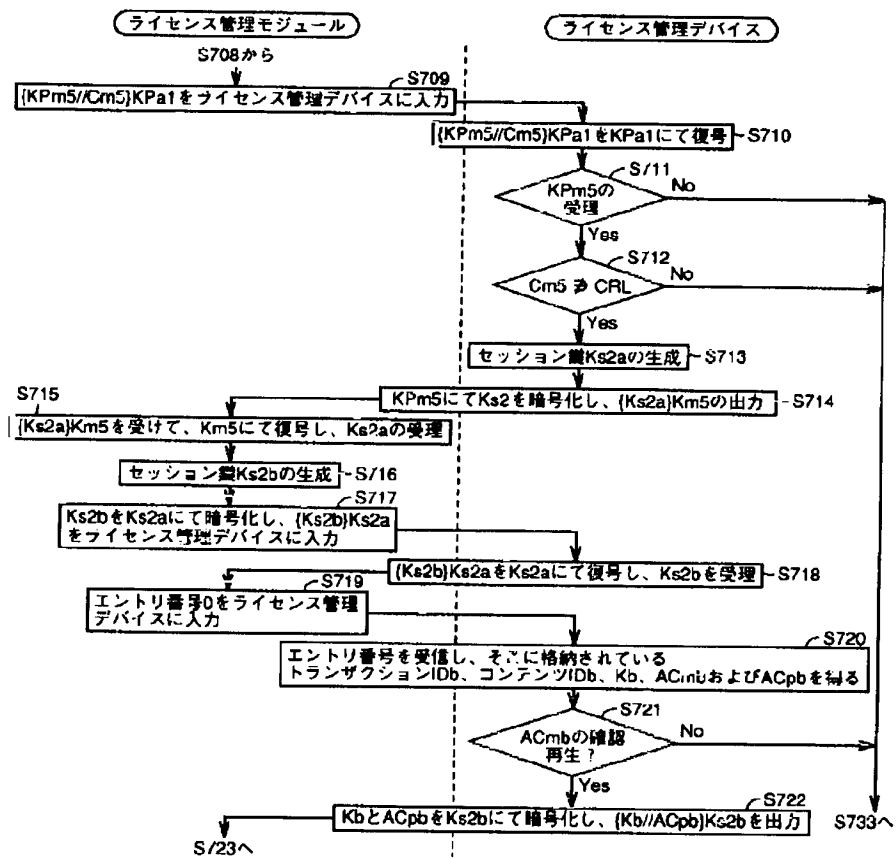 ライセンス管理モジュール
ライセンス管理デバイス
S708から
S709
{KPm5//Cm5}KPa1をライセンス管理デバイスに入力
{KPm5//Cm5}KPa1をKPa1にて復号
S710
S711
KPm5の
受理
No
Yes
S712
Cm5 ∌ CRL
No
Yes
セッション鍵Ks2aの生成
S713
KPm5にてKs2を暗号化し、{Ks2a}Km5の出力
S714
S715
{Ks2a}Km5を受けて、Km5にて復号し、Ks2aの受理
セッション鍵Ks2bの生成
S716
S717
Ks2bをKs2aにて暗号化し、{Ks2b}Ks2a
をライセンス管理デバイスに入力
{Ks2b}Ks2aをKs2aにて復号し、Ks2bを受理
S718
S719
エントリ番号0をライセンス管理
デバイスに入力
S720
エントリ番号を受信し、そこに格納されている
トランザクションIDb、コンテンツIDb、Kb、ACmbおよびACpbを得る
S721
ACmbの確認
再生?
No
Yes
S722
KbとACpbをKs2bにて暗号化し、{Kb//ACpb}Ks2bを出力
S733へ
S723へ